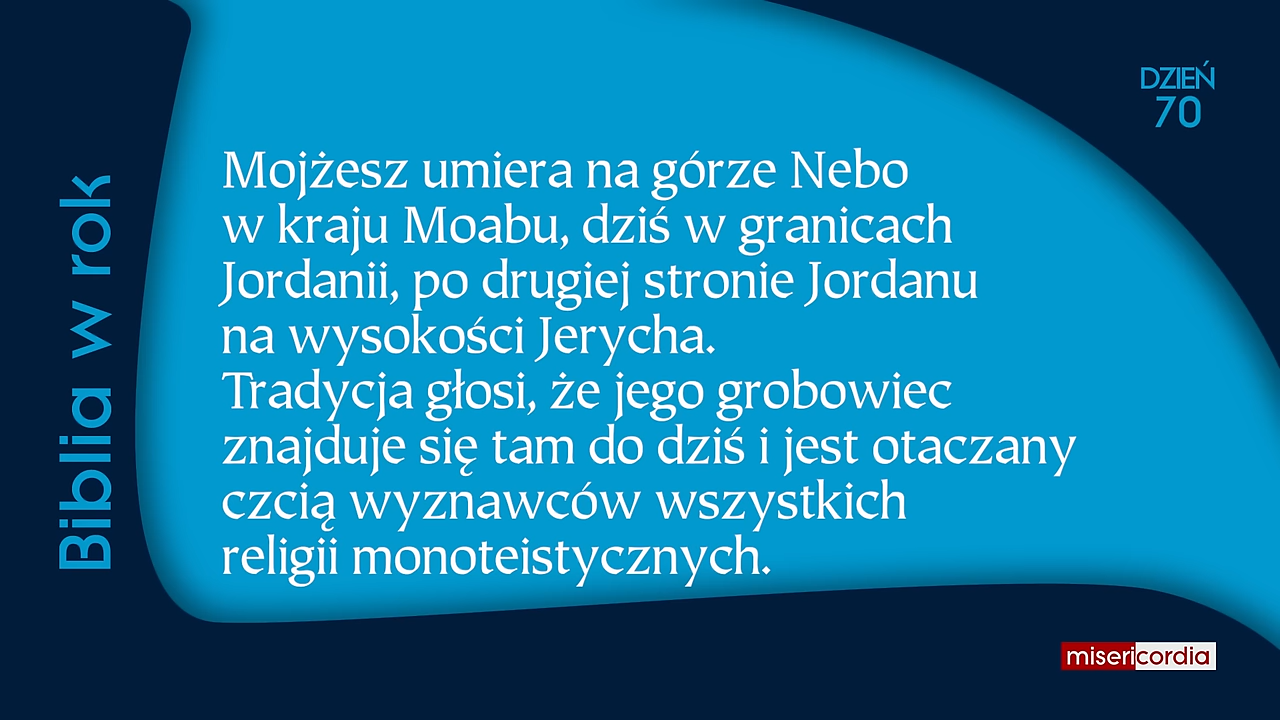 Biblia w rok
DZIEŃ
70
Mojżesz umiera na górze Nebo
w kraju Moabu, dziś w granicach
Jordanii, po drugiej stronie Jordanu
na wysokości Jerycha.
Tradycja głosi, że jego grobowiec
znajduje się tam do dziś i jest otaczany
czcią wyznawców wszystkich
religii monoteistycznych.
misericordia